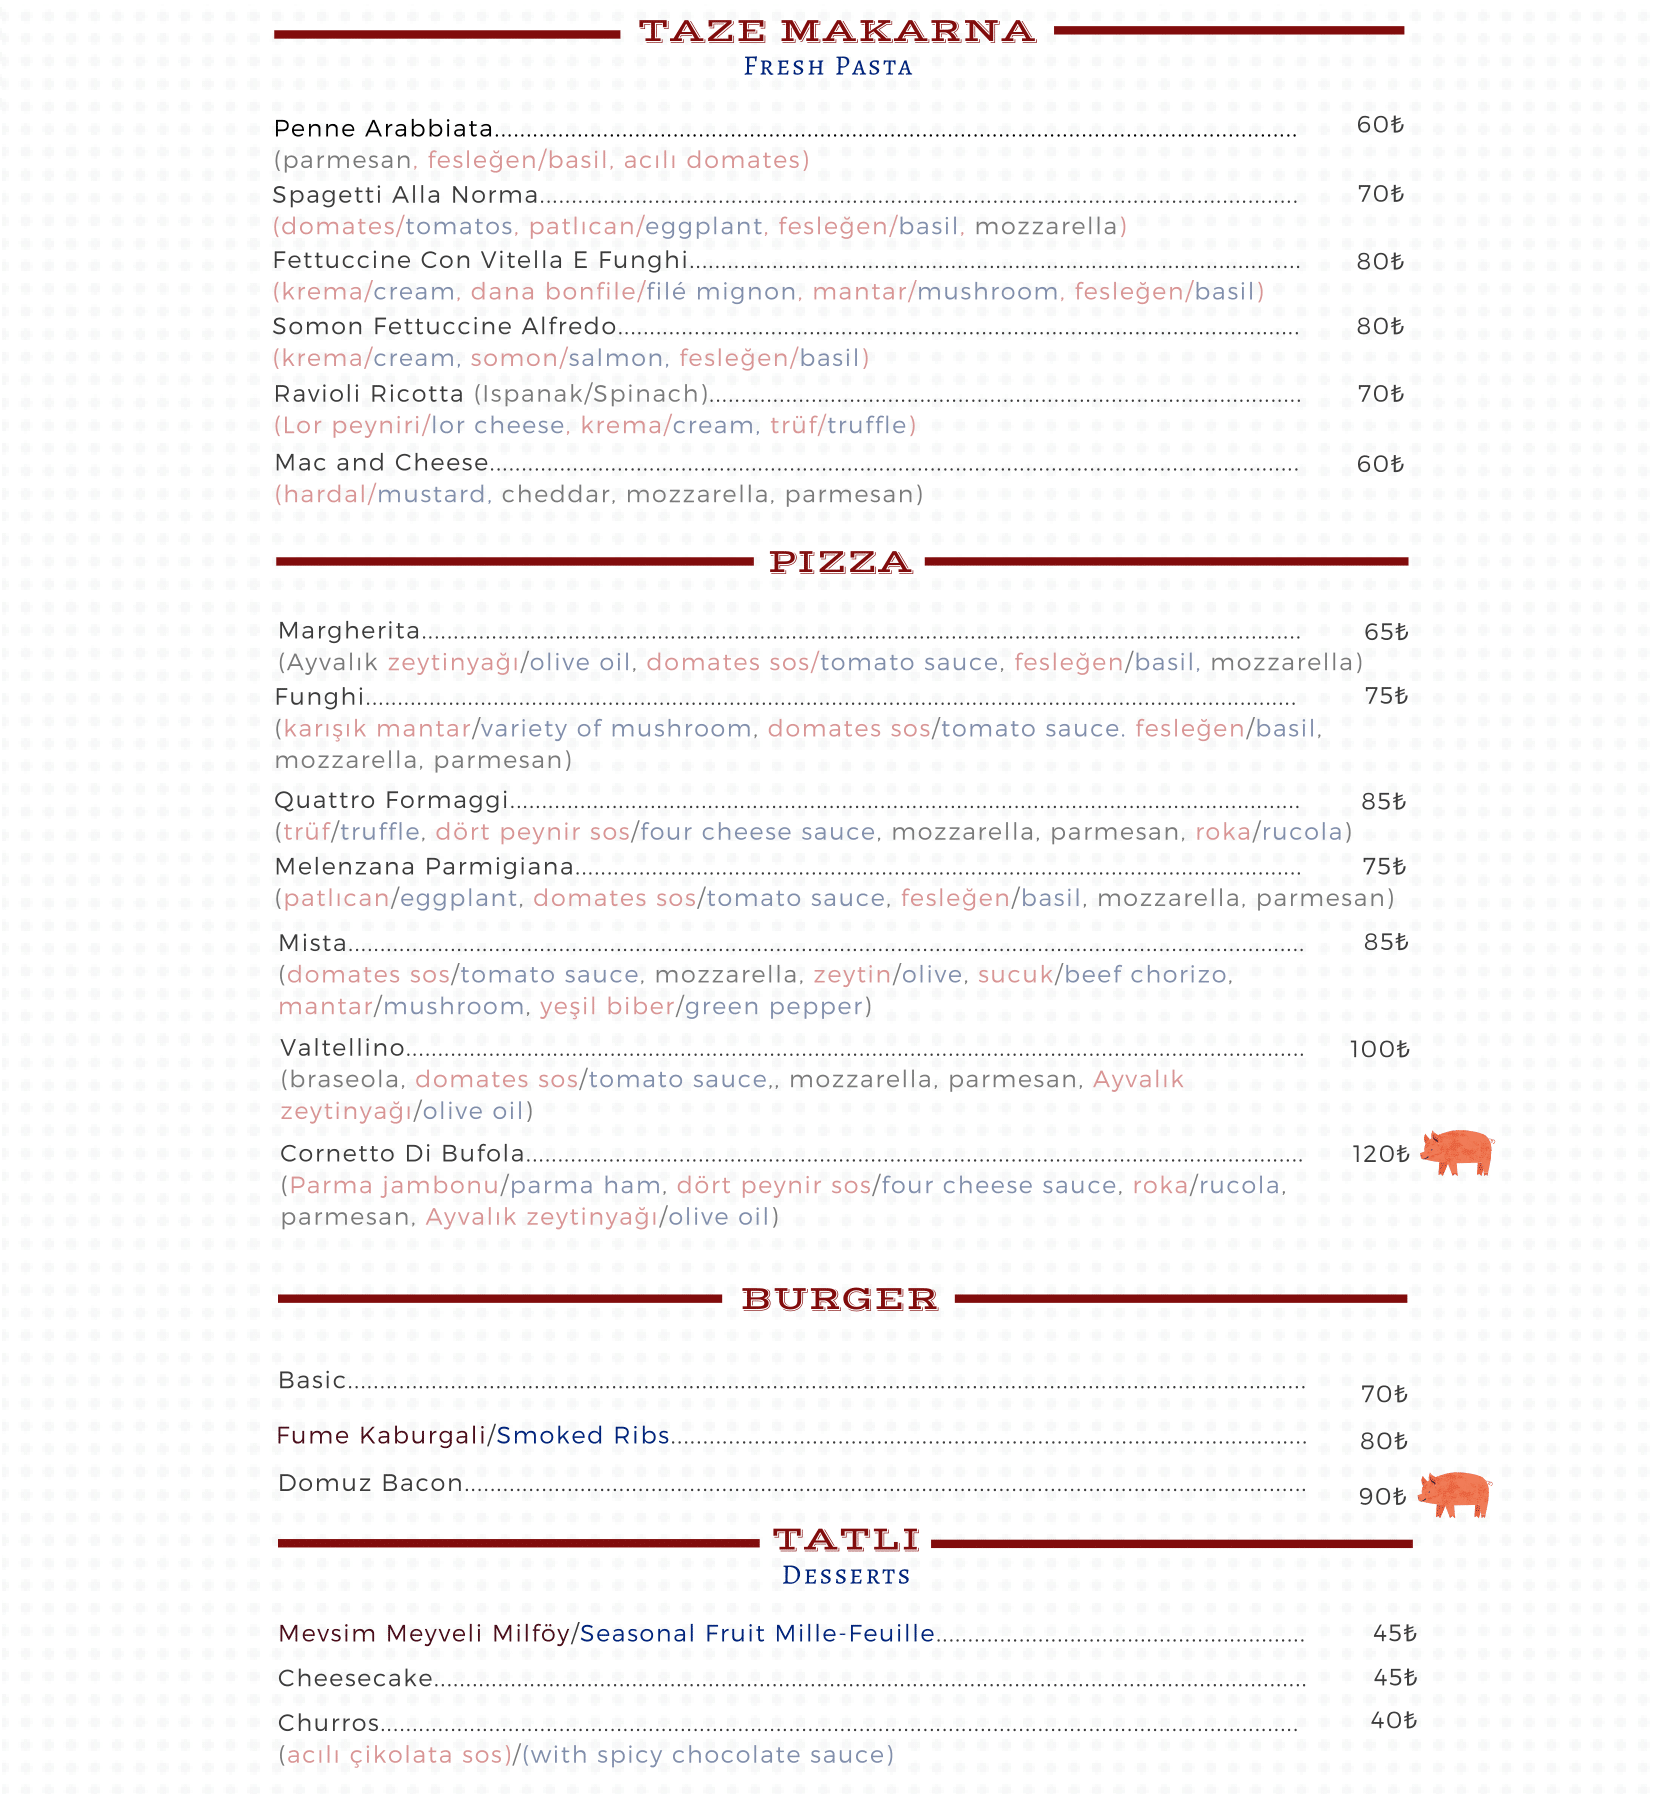 TAZE MAKARNA
Fresh Pasta
Penne Arabbiata 60₺
(parmesan, fesleğen/basil, acılı domates)
Spagetti Alla Norma 70₺
(domates/tomatos, patlıcan/eggplant, fesleğen/basil, mozzarella)
Fettuccine Con Vitella E Funghi 80₺
(krema/cream, dana bonfile/filé mignon, mantar/mushroom, fesleğen/basil)
Somon Fettuccine Alfredo 80₺
(krema/cream, somon/salmon, fesleğen/basil)
Ravioli Ricotta (Ispanak/Spinach) 70₺
(Lor peyniri/lor cheese, krema/cream, trüf/truffle)
Mac and Cheese 60₺
(hardal/mustard, cheddar, mozzarella, parmesan)
PIZZA
Margherita 65₺
(Ayvalık zeytinyağı/olive oil, domates sos/tomato sauce, fesleğen/basil, mozzarella)
Funghi 75₺
(karışık mantar/variety of mushroom, domates sos/tomato sauce. fesleğen/basil,
mozzarella, parmesan)
Quattro Formaggi 85₺
(trüf/truffle, dört peynir sos/four cheese sauce, mozzarella, parmesan, roka/rucola)
Melenzana Parmigiana 75₺
(patlıcan/eggplant, domates sos/tomato sauce, fesleğen/basil, mozzarella, parmesan)
Mista 85₺
(domates sos/tomato sauce, mozzarella, zeytin/olive, sucuk/beef chorizo,
mantar/mushroom, yeşil biber/green pepper)
Valtellino 100₺
(braseola, domates sos/tomato sauce,, mozzarella, parmesan, Ayvalık
zeytinyağı/olive oil)
Cornetto Di Bufola 120₺
(Parma jambonu/parma ham, dört peynir sos/four cheese sauce, roka/rucola,
parmesan, Ayvalık zeytinyağı/olive oil)
BURGER
Basic 70₺
Fume Kaburgali/Smoked Ribs 80₺
Domuz Bacon 90₺
TATLI
Desserts
Mevsim Meyveli Milföy/Seasonal Fruit Mille-Feuille 45₺
Cheesecake 45₺
Churros 40₺
(acılı çikolata sos)/(with spicy chocolate sauce)